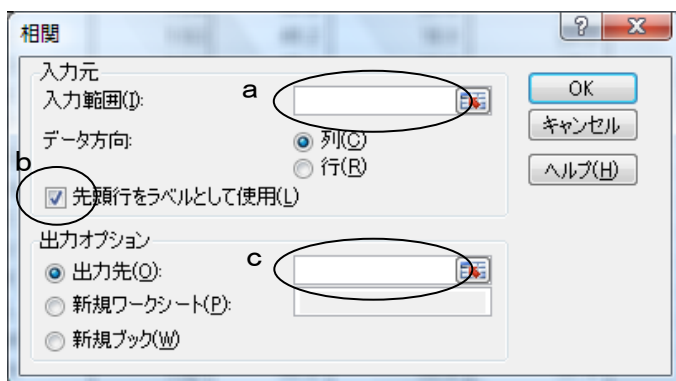 相関
入力元
入力範囲(I):
a
OK
キャンセル
データ方向:
列(C)
行(R)
ヘルプ(H)
b
先頭行をラベルとして使用(L)
出力オプション
出力先(O):
c
新規ワークシート(P):
新規ブック(W)